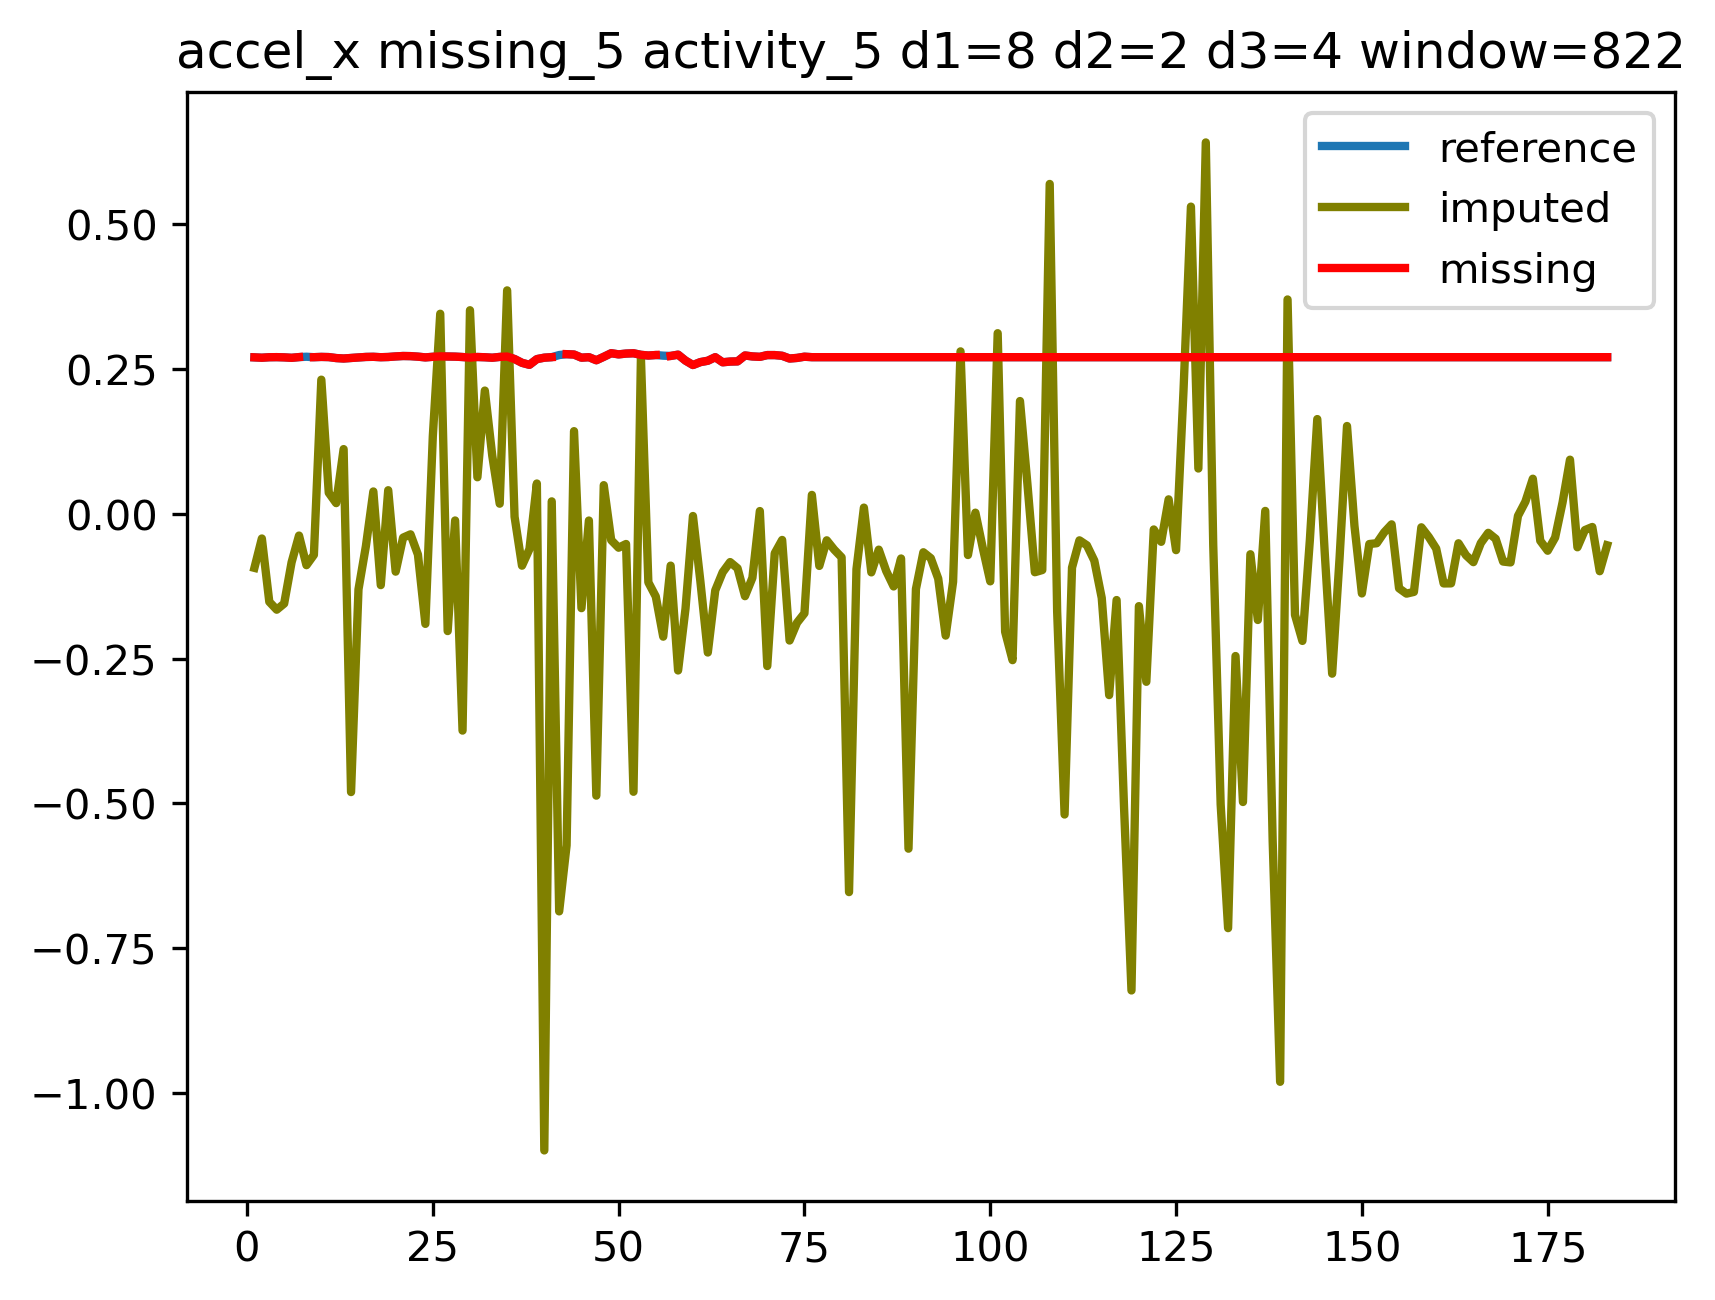 accel_x missing_5 activity_5 d1=8 d2=2 d3=4 window=822
reference
imputed
missing
0.50
0.25
0.00
−0.25
−0.50
−0.75
−1.00
0 25 50 75 100 125 150 175